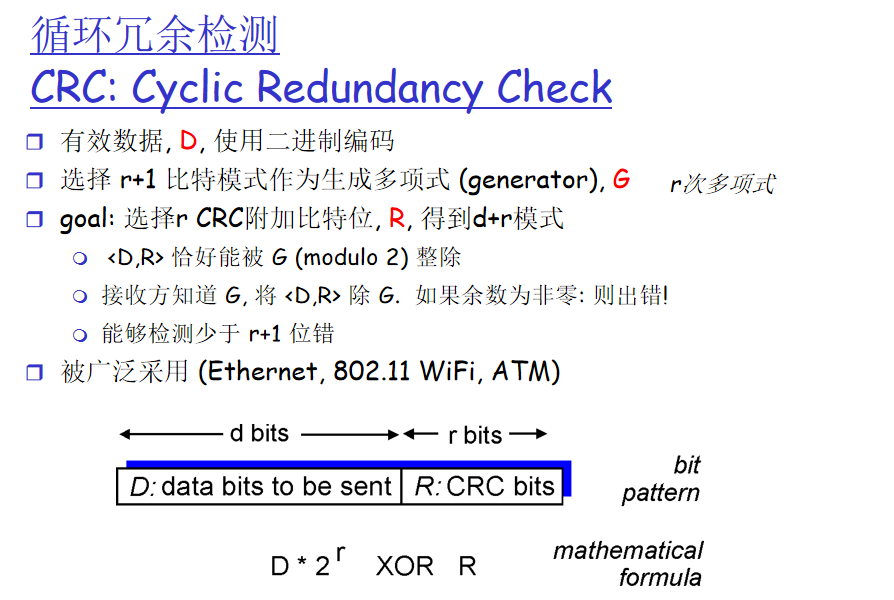 循环冗余检测
CRC: Cyclic Redundancy Check
有效数据, D, 使用二进制编码
选择 r+1 比特模式作为生成多项式 (generator), G r次多项式
goal: 选择r CRC附加比特位, R, 得到d+r模式
<D,R> 恰好能被 G (modulo 2) 整除
接收方知道 G, 将 <D,R> 除 G. 如果余数为非零: 则出错!
能够检测少于 r+1 位错
被广泛采用 (Ethernet, 802.11 WiFi, ATM)
d bits r bits
D: data bits to be sent R: CRC bits
bit
pattern
D * 2^r XOR R
mathematical
formula